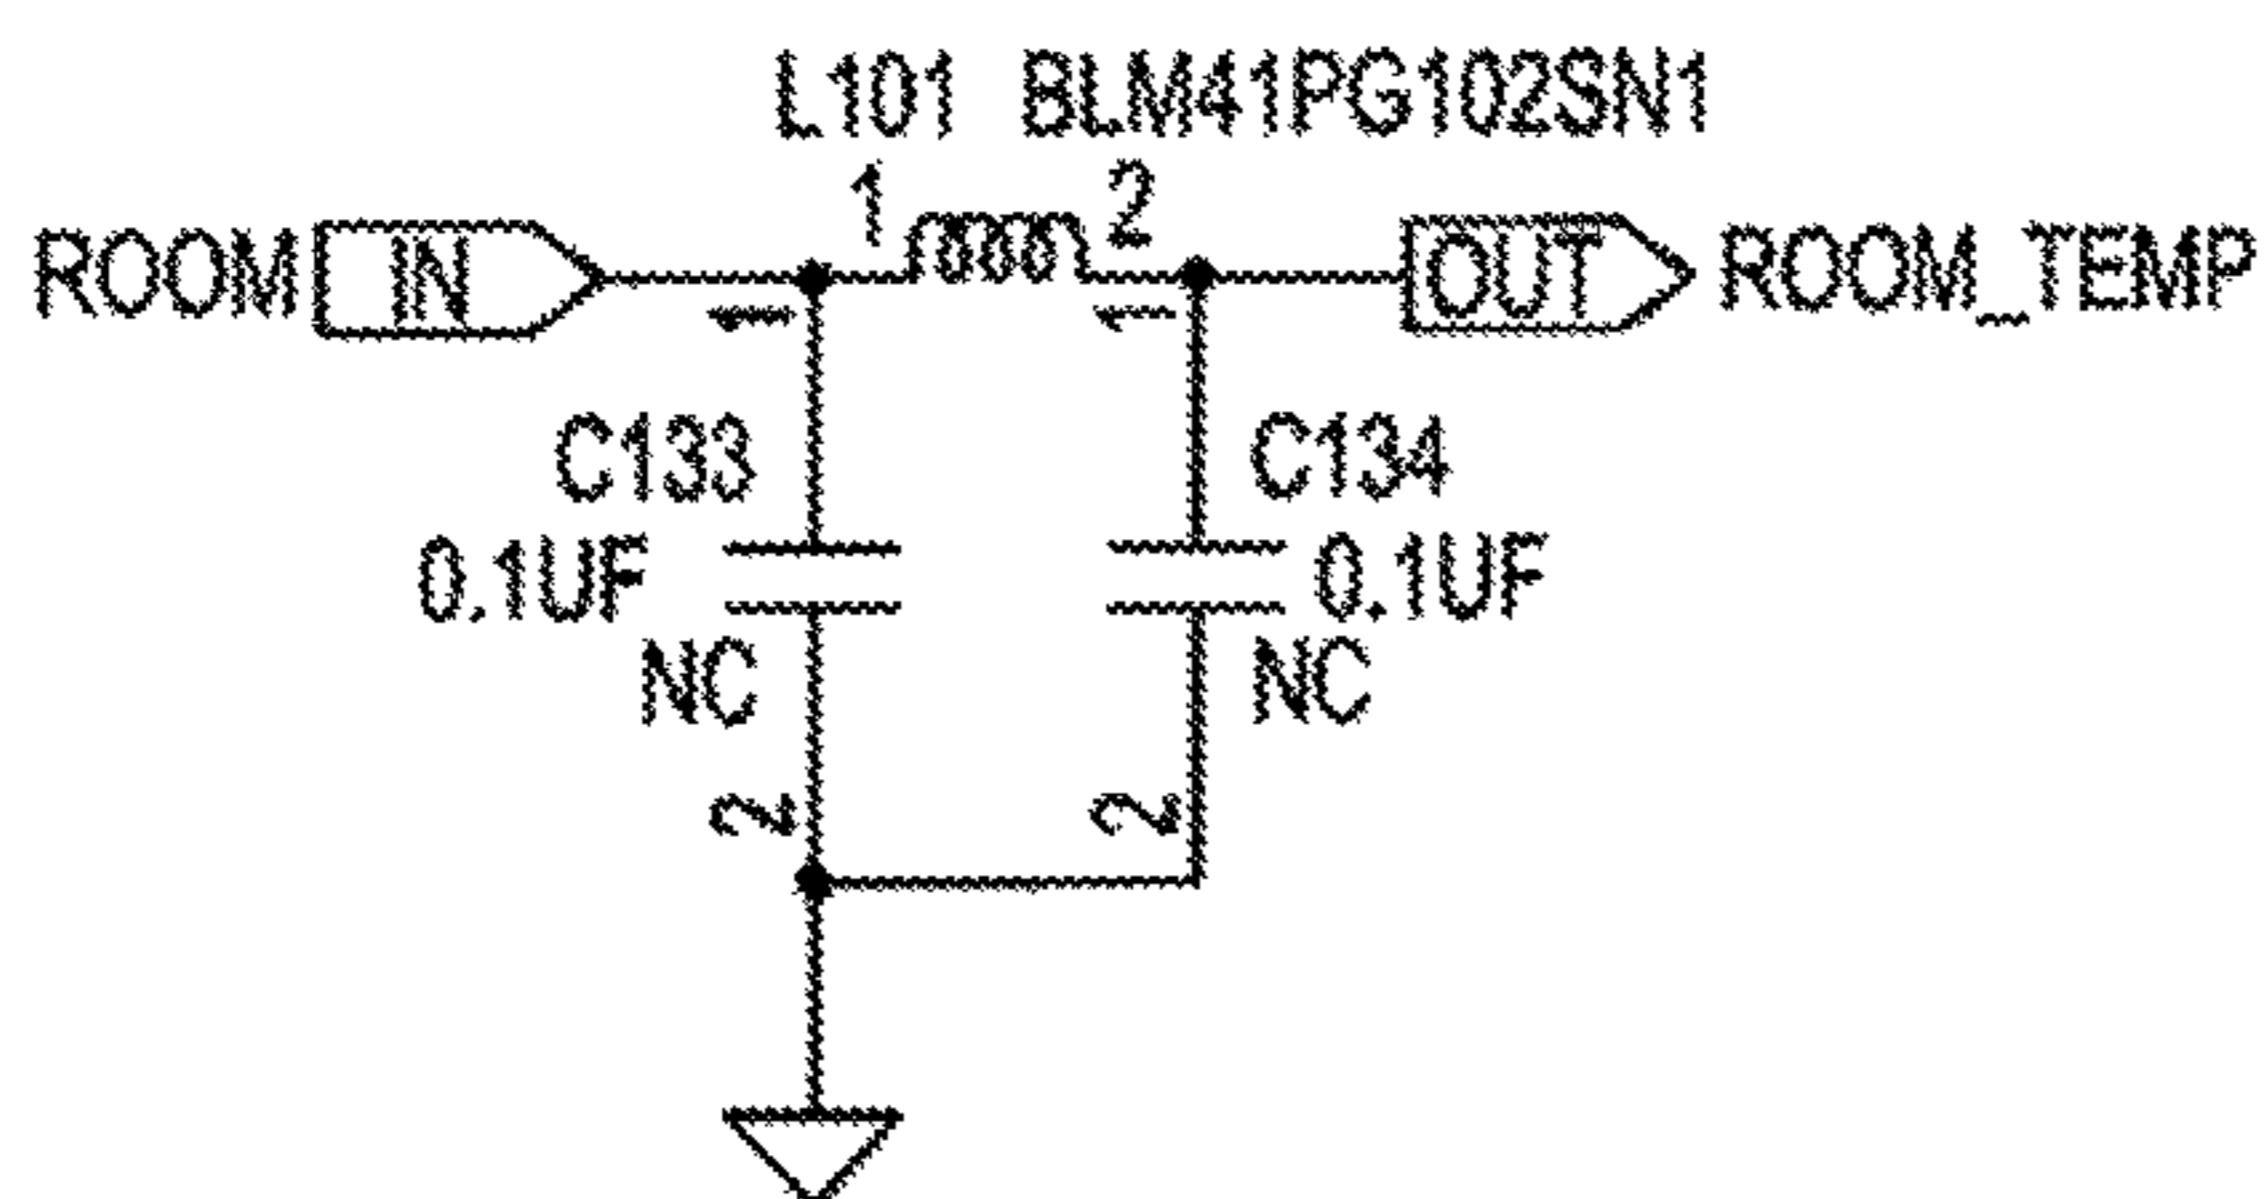 L101 BLM41PG102SN1
1 2
ROOM IN OUT ROOM_TEMP
1 1
C133 C134
0.1UF 0.1UF
NC NC
2 2